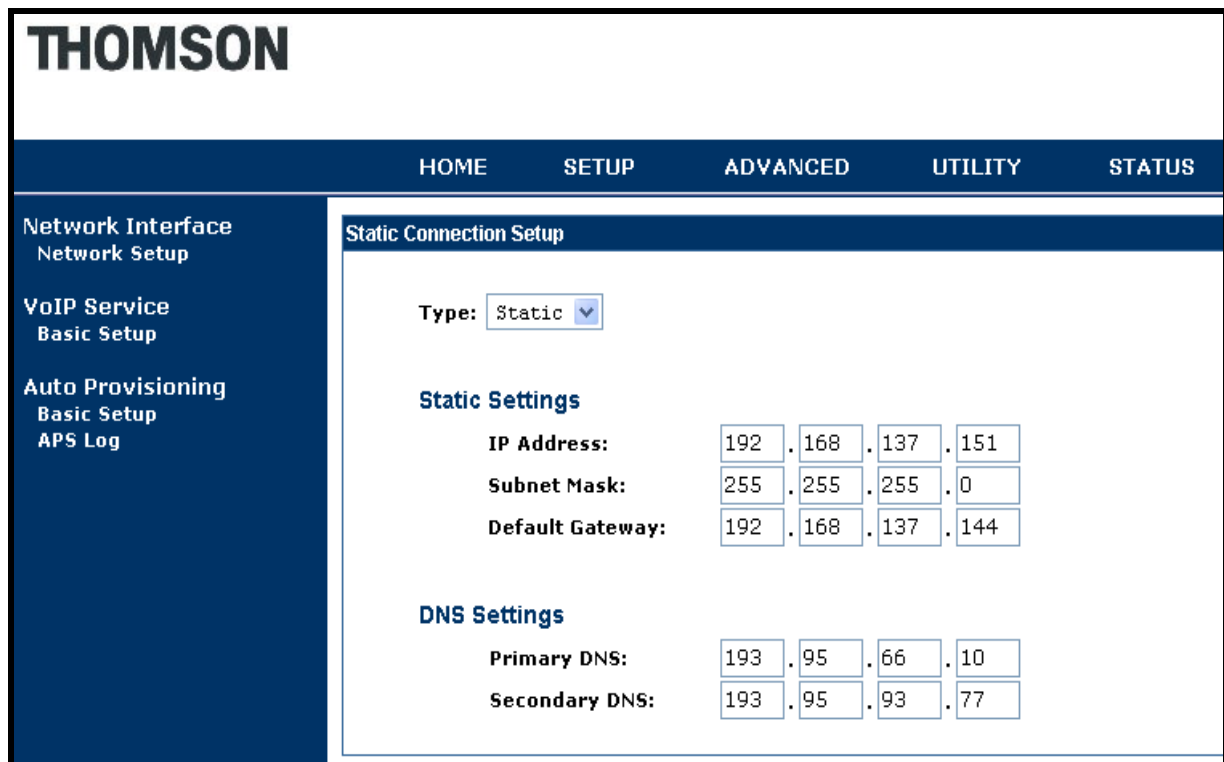 THOMSON
HOME SETUP ADVANCED UTILITY STATUS
Network Interface
Network Setup
VoIP Service
Basic Setup
Auto Provisioning
Basic Setup
APS Log
Static Connection Setup
Type: Static
Static Settings
IP Address: 192 . 168 . 137 . 151
Subnet Mask: 255 . 255 . 255 . 0
Default Gateway: 192 . 168 . 137 . 144
DNS Settings
Primary DNS: 193 . 95 . 66 . 10
Secondary DNS: 193 . 95 . 93 . 77